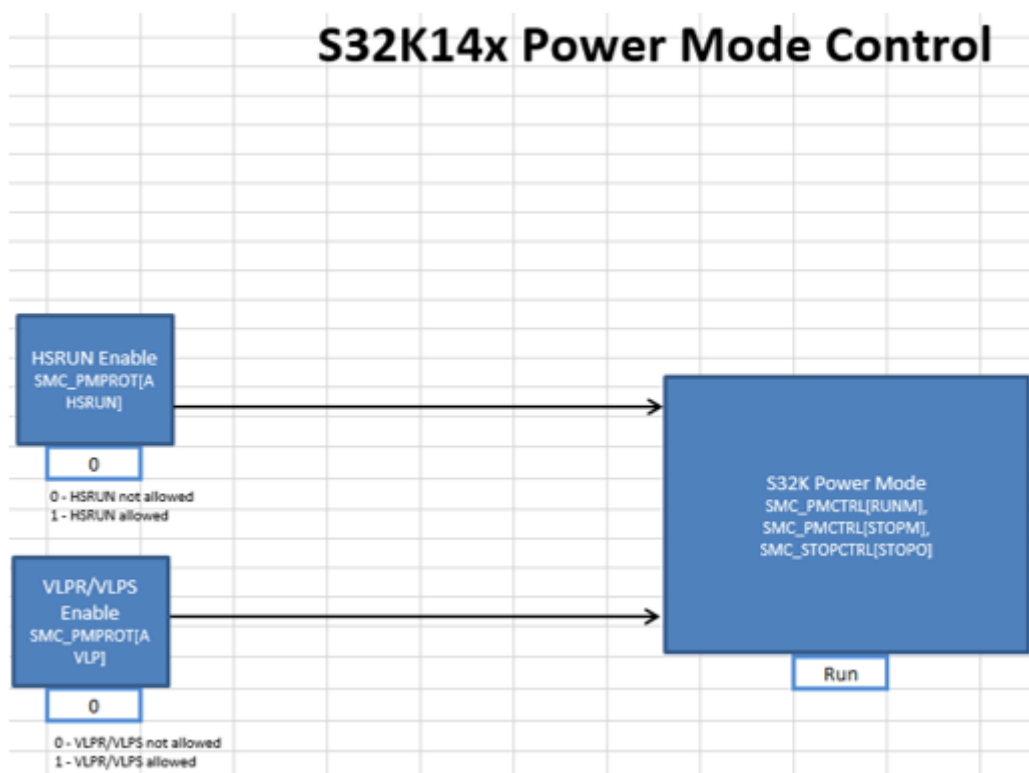 S32K14x Power Mode Control
HSRUN Enable
SMC_PMPROT[A
HSRUN]
0
0 - HSRUN not allowed
1 - HSRUN allowed
VLPR/VLPS
Enable
SMC_PMPROT[A
VLP]
0
0 - VLPR/VLPS not allowed
1 - VLPR/VLPS allowed
S32K Power Mode
SMC_PMCTRL[RUNM],
SMC_PMCTRL[STOPM],
SMC_STOPCTRL[STOPO]
Run